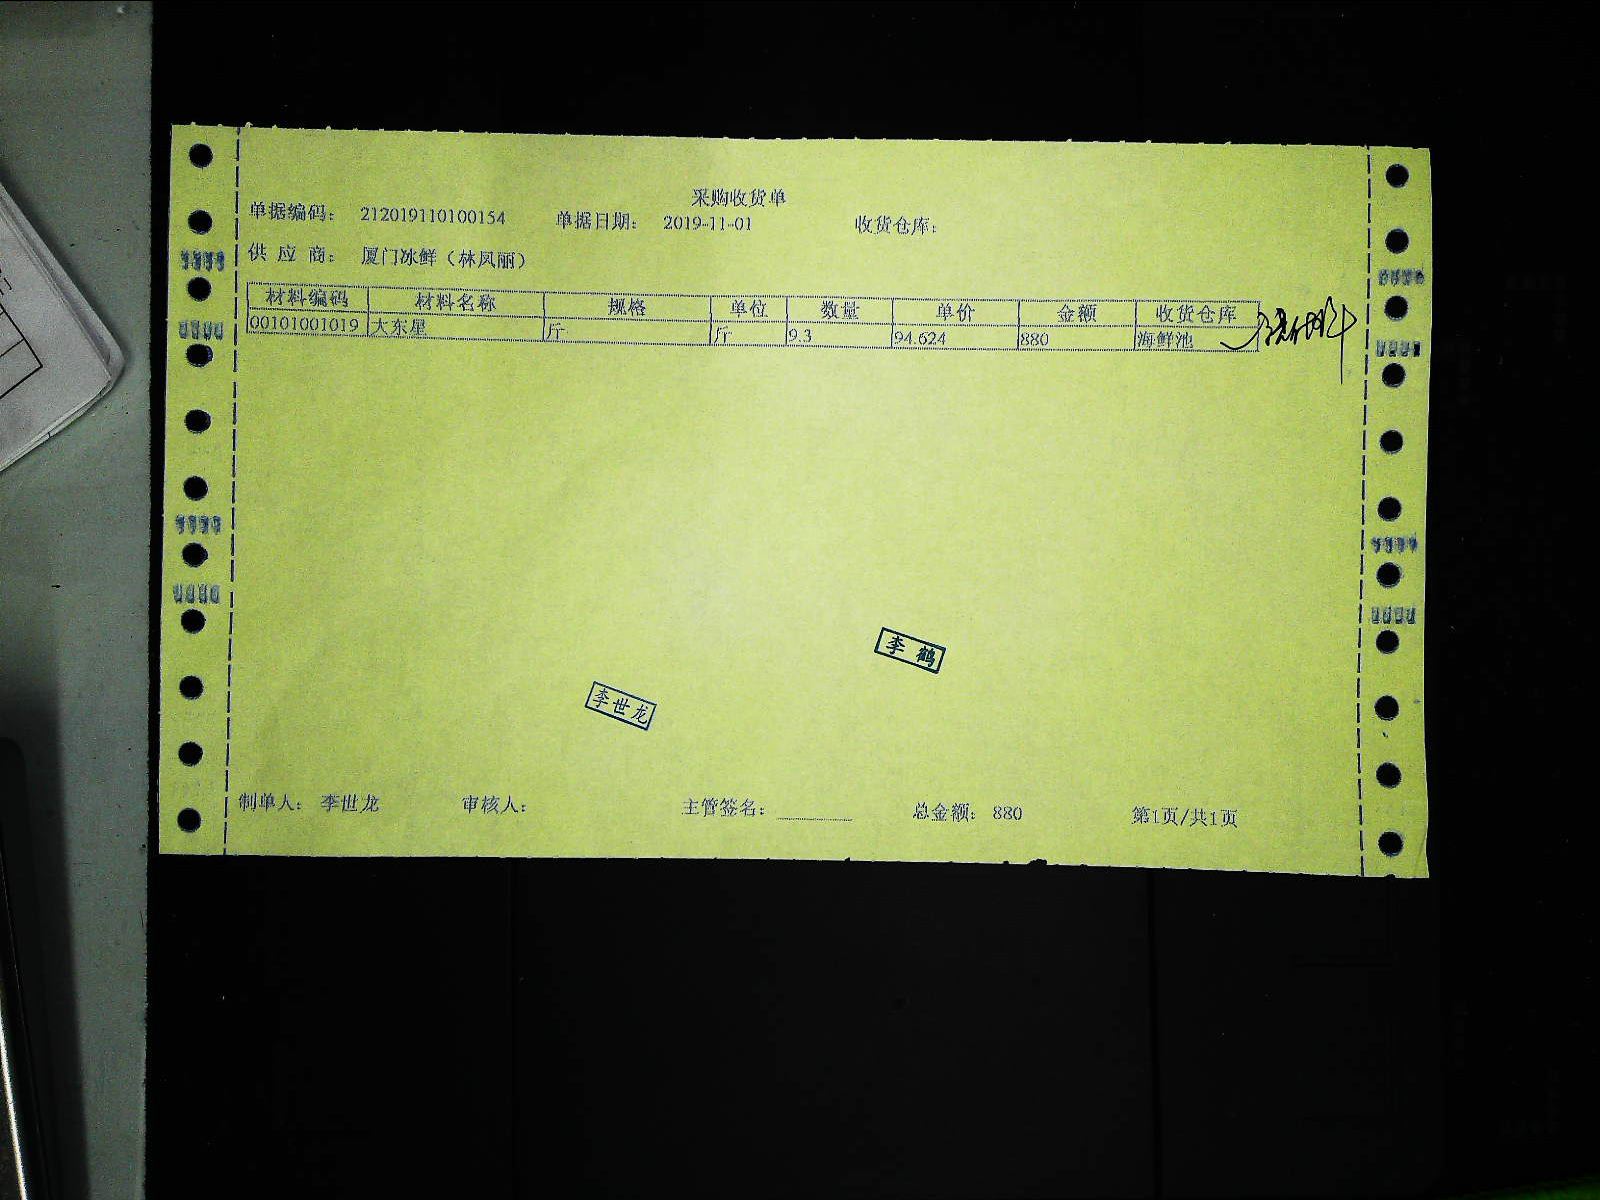 采购收货单
单据编码： 212019110100154 单据日期： 2019-11-01 收货仓库：
供 应 商： 厦门冰鲜（林凤丽）
材料编码 材料名称 规格 单位 数量 单价 金额 收货仓库
00101001019 大东星 斤 斤 9.3 94.624 880 海鲜池
李 鹤
李世龙
制单人： 李世龙 审核人： 主管签名： 总金额： 880 第1页/共1页